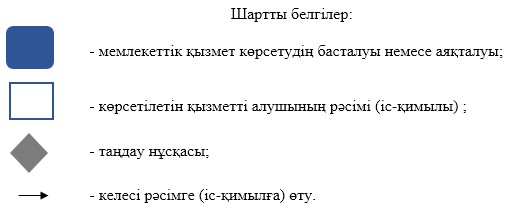 Шартты белгілер:
- мемлекеттік қызмет көрсетудің басталуы немесе аяқталуы;
- көрсетілетін қызметті алушының рәсімі (іс-қимылы) ;
- таңдау нұсқасы;
- келесі рәсімге (іс-қимылға) өту.